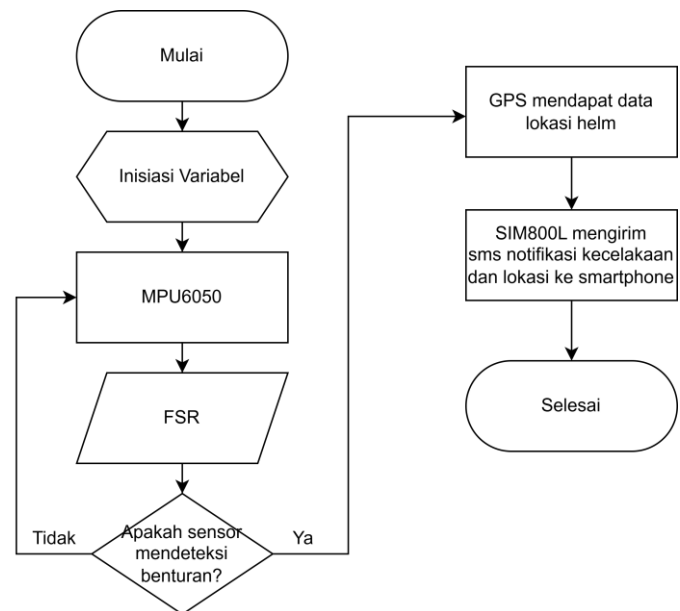 Mulai
Inisiasi Variabel
MPU6050
FSR
Apakah sensor
mendeteksi
benturan?
Tidak
Ya
GPS mendapat data
lokasi helm
SIM800L mengirim
sms notifikasi kecelakaan
dan lokasi ke smartphone
Selesai